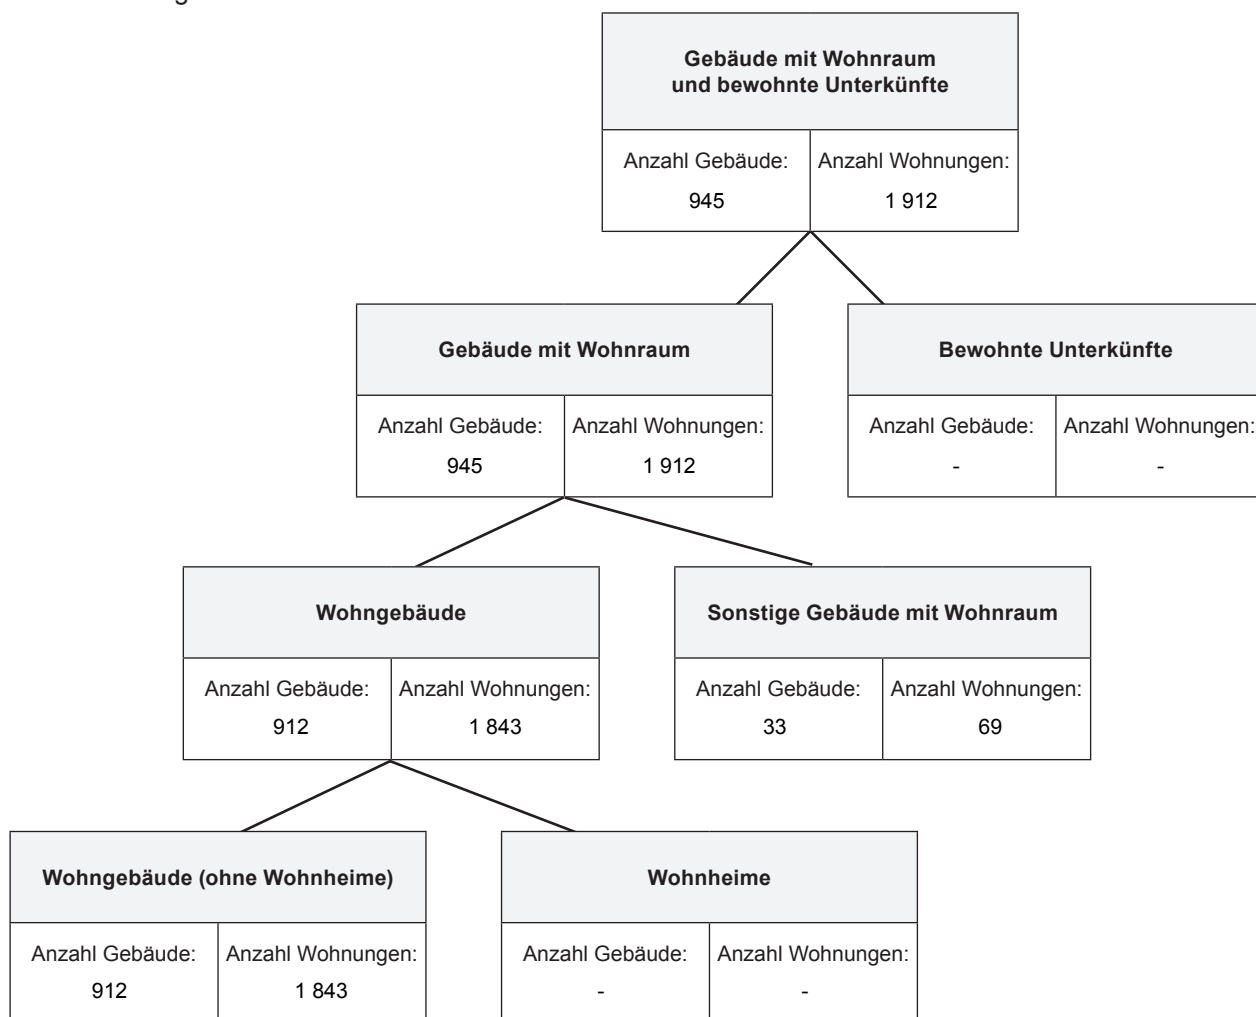 Gebäude mit Wohnraum
und bewohnte Unterkünfte
Anzahl Gebäude: Anzahl Wohnungen:
945 1 912
Gebäude mit Wohnraum
Anzahl Gebäude: Anzahl Wohnungen:
945 1 912
Bewohnte Unterkünfte
Anzahl Gebäude: Anzahl Wohnungen:
- -
Wohngebäude
Anzahl Gebäude: Anzahl Wohnungen:
912 1 843
Sonstige Gebäude mit Wohnraum
Anzahl Gebäude: Anzahl Wohnungen:
33 69
Wohngebäude (ohne Wohnheime)
Anzahl Gebäude: Anzahl Wohnungen:
912 1 843
Wohnheime
Anzahl Gebäude: Anzahl Wohnungen:
- -